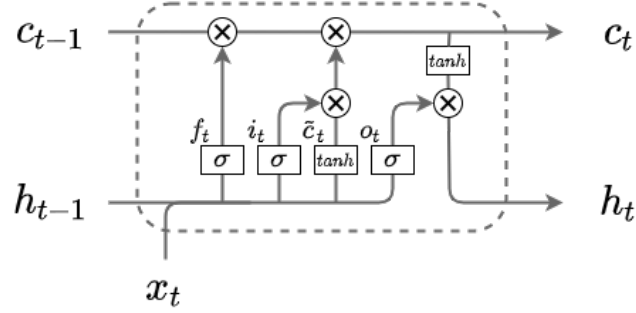 c_{t-1} × × c_t
tanh
×
×
f_t i_t c̃_t o_t
σ σ tanh σ
h_{t-1} h_t
x_t